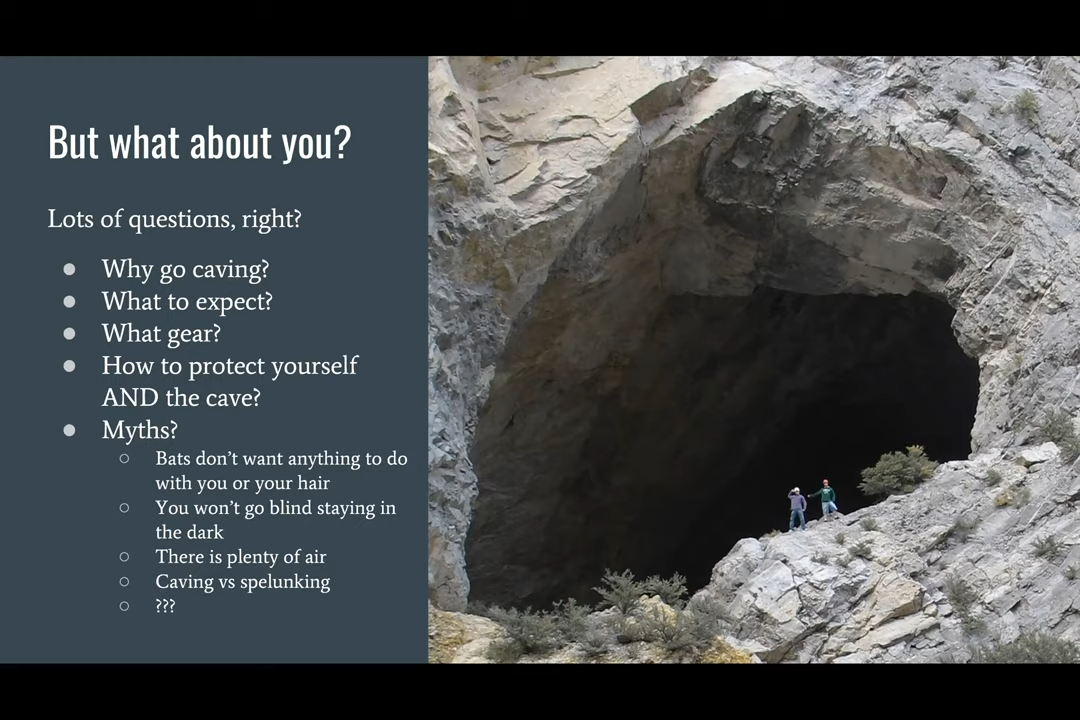 But what about you?
Lots of questions, right?
● Why go caving?
● What to expect?
● What gear?
● How to protect yourself
AND the cave?
● Myths?
○ Bats don’t want anything to do
with you or your hair
○ You won’t go blind staying in
the dark
○ There is plenty of air
○ Caving vs spelunking
○ ???